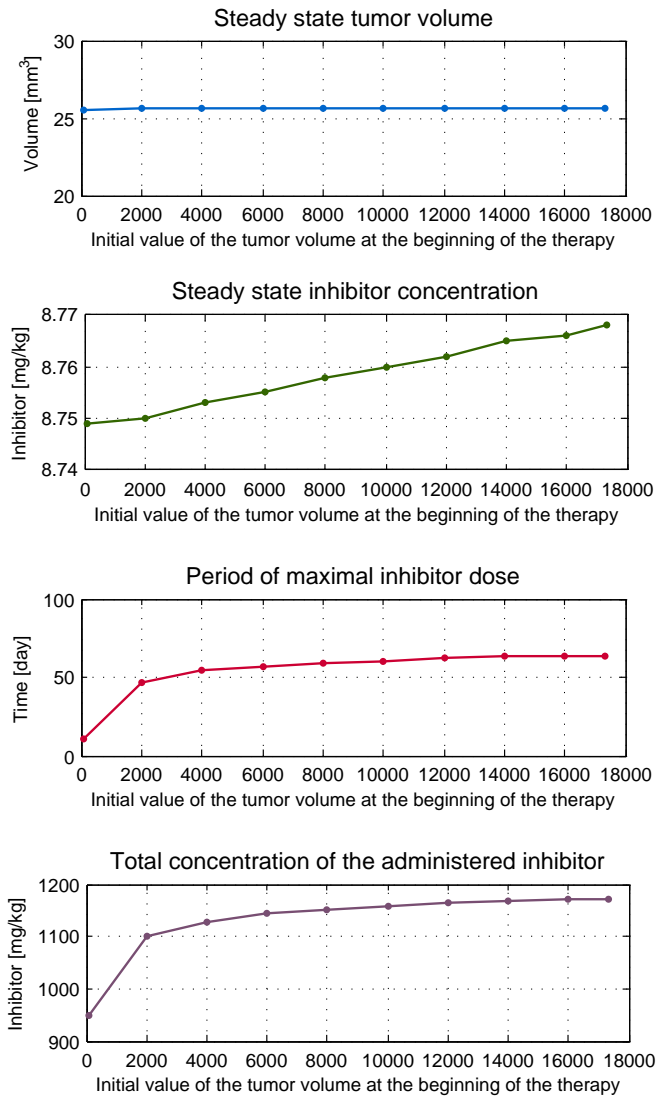 Steady state tumor volume
30
25
20
Volume [mm³]
0 2000 4000 6000 8000 10000 12000 14000 16000 18000
Initial value of the tumor volume at the beginning of the therapy
Steady state inhibitor concentration
8.77
8.76
8.75
8.74
Inhibitor [mg/kg]
0 2000 4000 6000 8000 10000 12000 14000 16000 18000
Initial value of the tumor volume at the beginning of the therapy
Period of maximal inhibitor dose
100
50
0
Time [day]
0 2000 4000 6000 8000 10000 12000 14000 16000 18000
Initial value of the tumor volume at the beginning of the therapy
Total concentration of the administered inhibitor
1200
1100
1000
900
Inhibitor [mg/kg]
0 2000 4000 6000 8000 10000 12000 14000 16000 18000
Initial value of the tumor volume at the beginning of the therapy